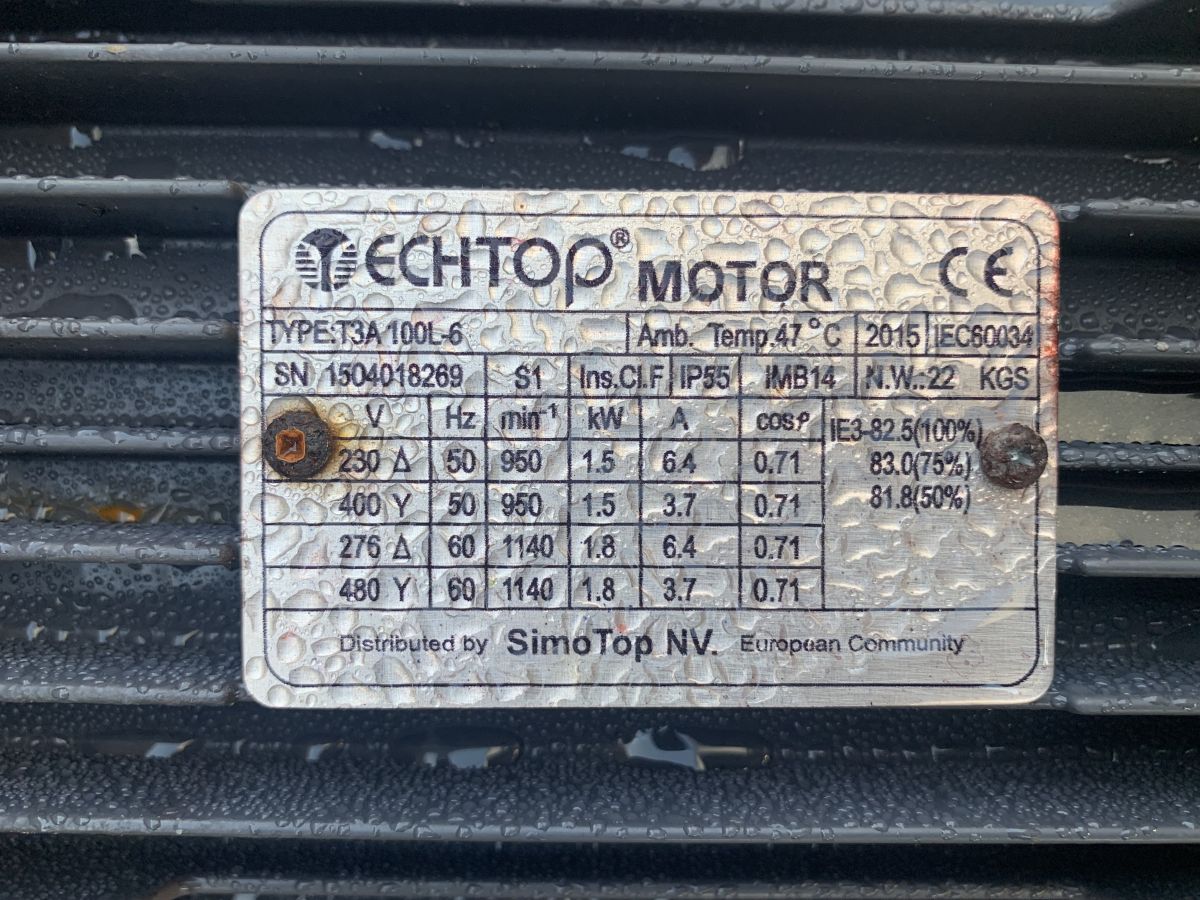 TECHTOP® MOTOR CE
TYPE:T3A 100L-6 Amb. Temp.47 °C 2015 IEC60034
SN 1504018269 S1 Ins.Cl.F IP55 IMB14 N.W.:22 KGS
V Hz min⁻¹ kW A cosφ IE3-82.5(100%)
230 Δ 50 950 1.5 6.4 0.71 83.0(75%)
400 Y 50 950 1.5 3.7 0.71 81.8(50%)
276 Δ 60 1140 1.8 6.4 0.71
480 Y 60 1140 1.8 3.7 0.71
Distributed by SimoTop NV. European Community